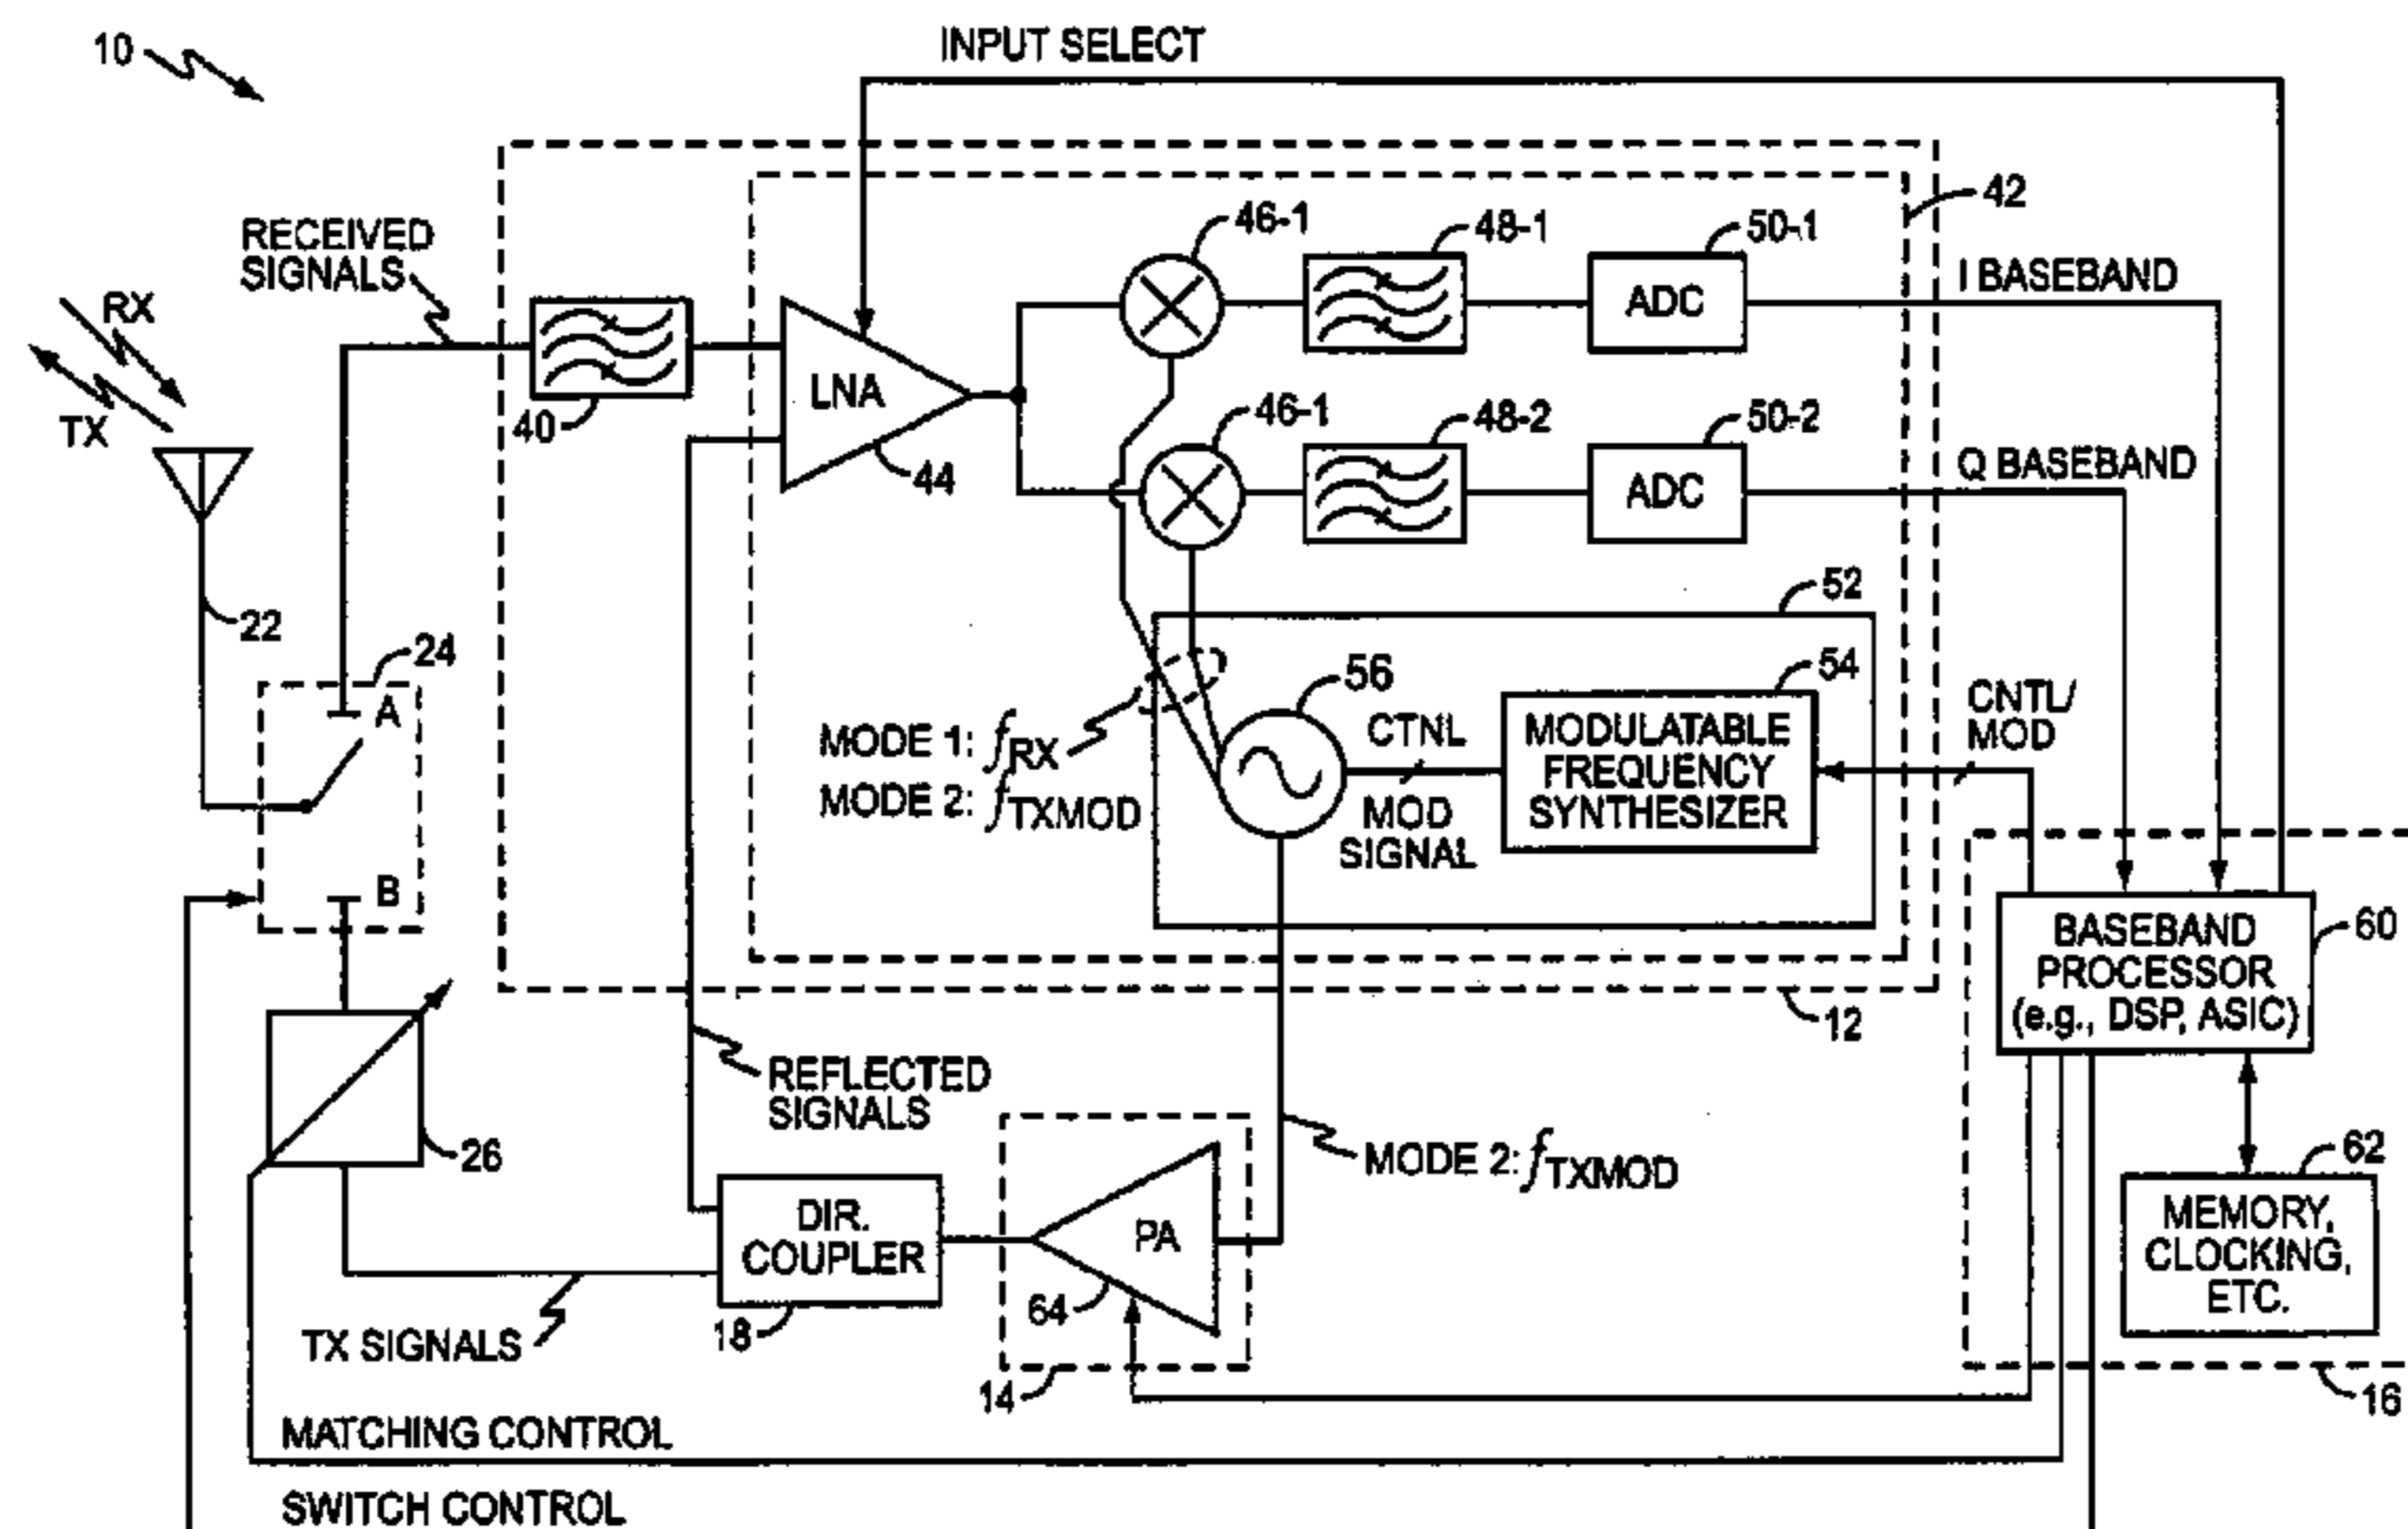 10
INPUT SELECT
42
RECEIVED
SIGNALS
RX
TX
40
LNA
44
46-1
48-1
50-1
ADC
I BASEBAND
46-1
48-2
50-2
ADC
Q BASEBAND
22
24
A
B
52
56
54
MODE 1: fRX
MODE 2: fTXMOD
CTNL
MOD
SIGNAL
MODULATABLE
FREQUENCY
SYNTHESIZER
CNTL/
MOD
BASEBAND
PROCESSOR
(e.g., DSP, ASIC)
60
12
26
REFLECTED
SIGNALS
MODE 2: fTXMOD
62
MEMORY,
CLOCKING,
ETC.
DIR.
COUPLER
18
PA
64
14
16
TX SIGNALS
MATCHING CONTROL
SWITCH CONTROL